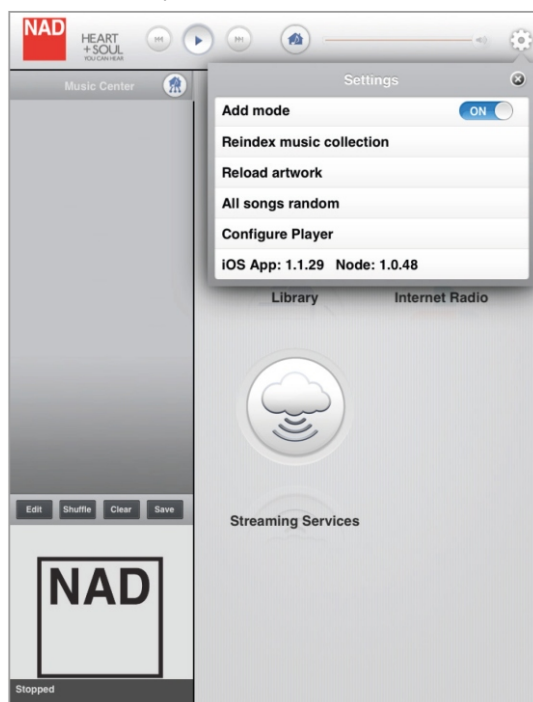 NAD
HEART
+SOUL
YOU CAN HEAR
Music Center
Settings
Add mode
ON
Reindex music collection
Reload artwork
All songs random
Configure Player
iOS App: 1.1.29 Node: 1.0.48
Library
Internet Radio
Streaming Services
Edit
Shuffle
Clear
Save
NAD
Stopped